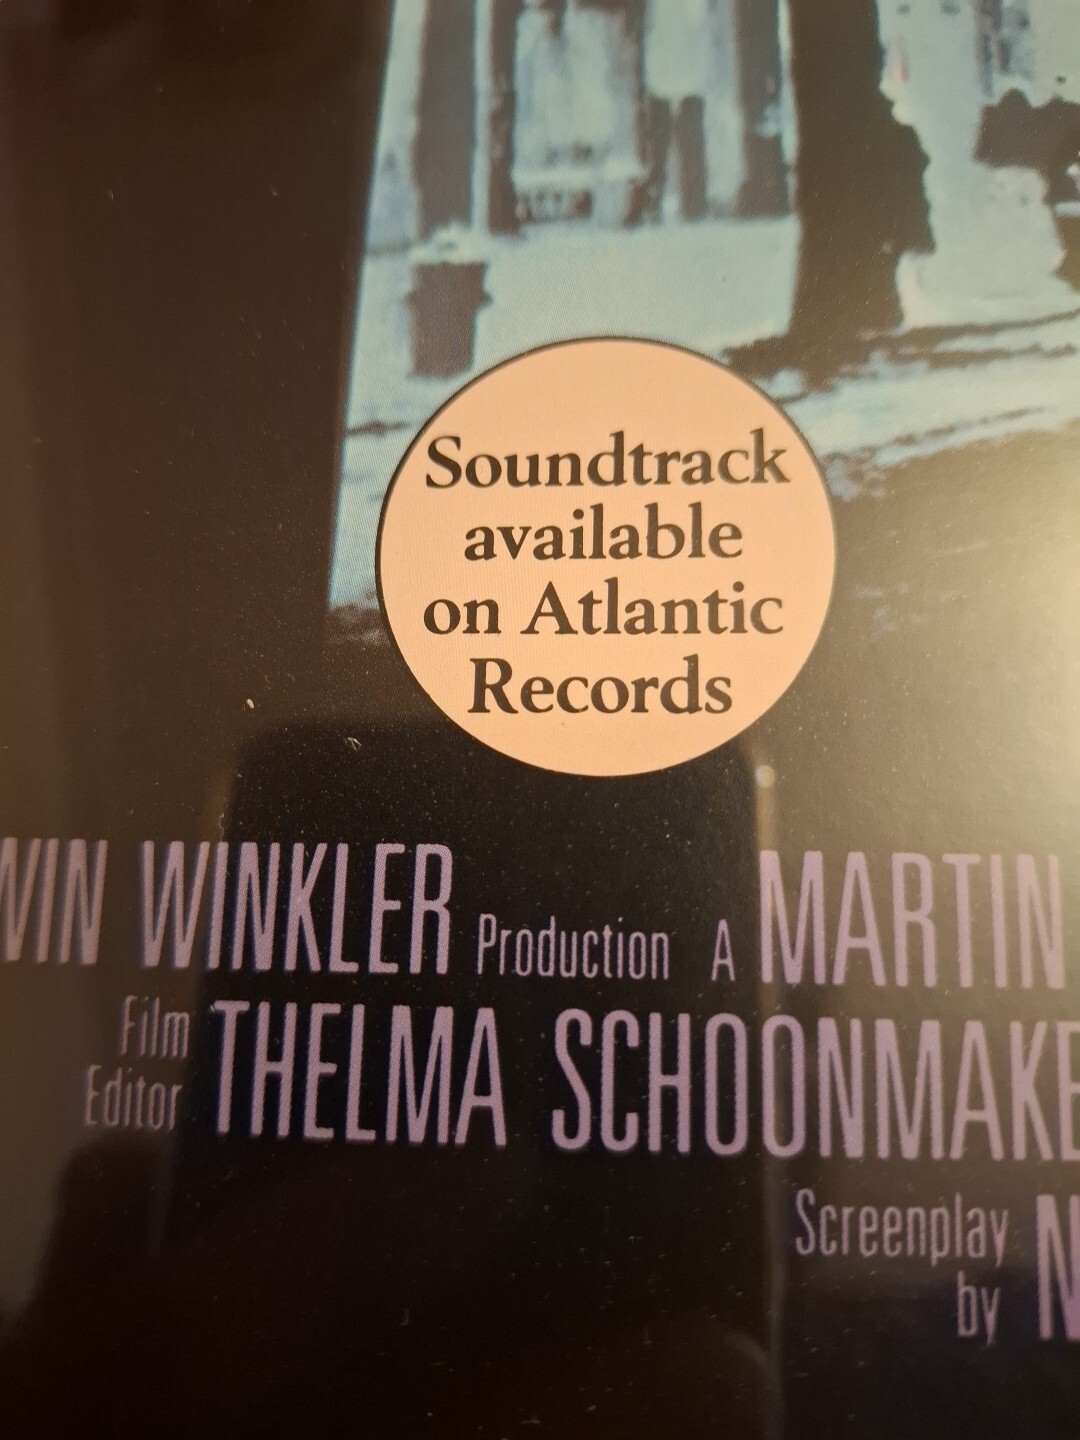 Soundtrack
available
on Atlantic
Records
WIN WINKLER Production A MARTIN
Film
Editor THELMA SCHOONMAKE
Screenplay
by N